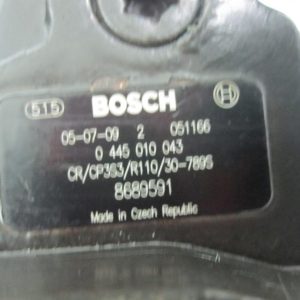 515 BOSCH
05-07-09 2 051166
0 445 010 043
CR/CP3S3/R110/30-789S
8689591
Made in Czech Republic